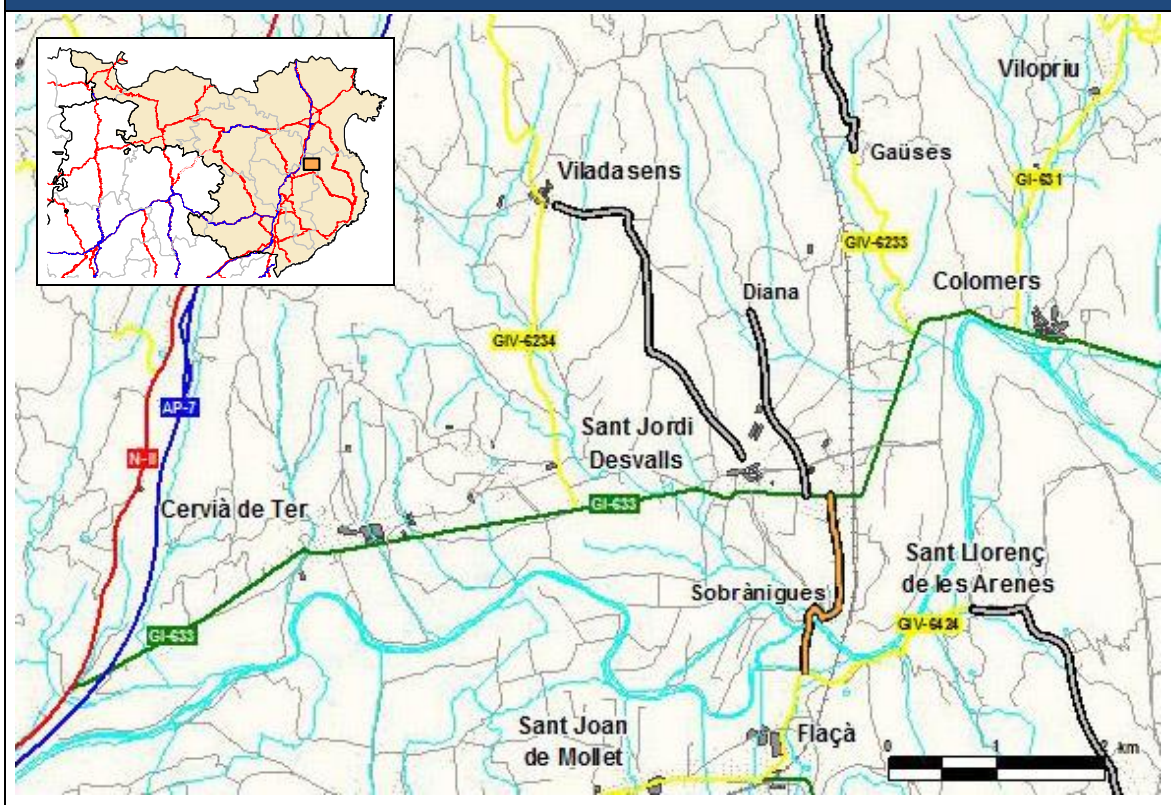 Vilopriu
Gaüses
Viladasens
GI-631
GIV-6233
Colomers
Diana
GIV-6234
AP-7
Sant Jordi
Desvalls
N-II
Cervià de Ter
GI-633
Sant Llorenç
de les Arenes
Sobrànigues
GIV-6424
GI-633
Sant Joan
de Mollet
Flaçà
0 1 2 km